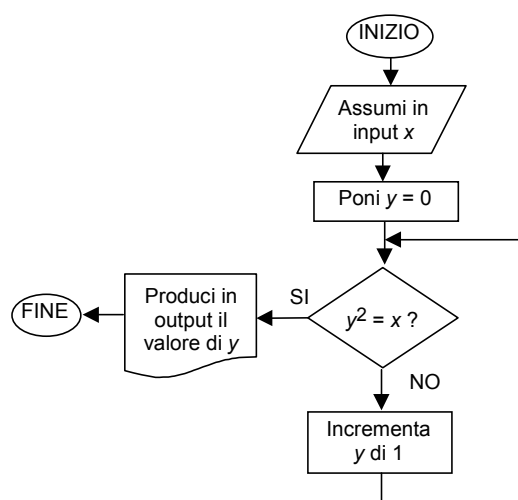 INIZIO
Assumi in
input x
Poni y = 0
y² = x ?
SI
Produci in
output il
valore di y
FINE
NO
Incrementa
y di 1